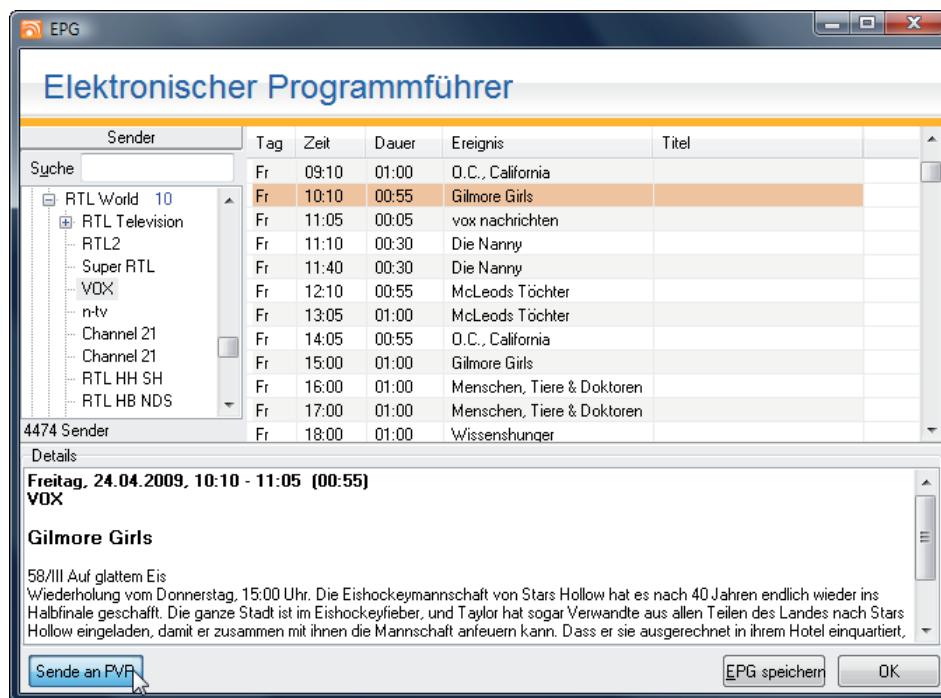 EPG
Elektronischer Programmführer
Sender
Suche
RTL World 10
RTL Television
RTL2
Super RTL
VOX
n-tv
Channel 21
Channel 21
RTL HH SH
RTL HB NDS
4474 Sender
Tag Zeit Dauer Ereignis Titel
Fr 09:10 01:00 O.C., California
Fr 10:10 00:55 Gilmore Girls
Fr 11:05 00:05 vox nachrichten
Fr 11:10 00:30 Die Nanny
Fr 11:40 00:30 Die Nanny
Fr 12:10 00:55 McLeods Töchter
Fr 13:05 01:00 McLeods Töchter
Fr 14:05 00:55 O.C., California
Fr 15:00 01:00 Gilmore Girls
Fr 16:00 01:00 Menschen, Tiere & Doktoren
Fr 17:00 01:00 Menschen, Tiere & Doktoren
Fr 18:00 01:00 Wissenshunger
Details
Freitag, 24.04.2009, 10:10 - 11:05 (00:55)
VOX
Gilmore Girls
58/III Auf glattem Eis
Wiederholung vom Donnerstag, 15:00 Uhr. Die Eishockeymannschaft von Stars Hollow hat es nach 40 Jahren endlich wieder ins
Halbfinale geschafft. Die ganze Stadt ist im Eishockeyfieber, und Taylor hat sogar Verwandte aus allen Teilen des Landes nach Stars
Hollow eingeladen, damit er zusammen mit ihnen die Mannschaft anfeuern kann. Dass er sie ausgerechnet in ihrem Hotel einquartiert,
Sende an PVR
EPG speichern
OK